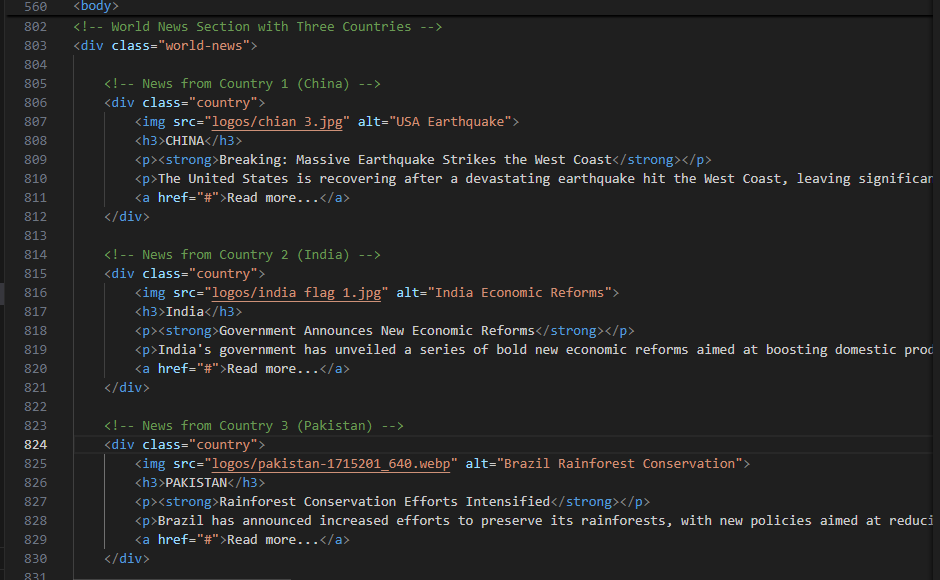 560 <body>
802 <!-- World News Section with Three Countries -->
803 <div class="world-news">
804
805 <!-- News from Country 1 (China) -->
806 <div class="country">
807 <img src="logos/chian 3.jpg" alt="USA Earthquake">
808 <h3>CHINA</h3>
809 <p><strong>Breaking: Massive Earthquake Strikes the West Coast</strong></p>
810 <p>The United States is recovering after a devastating earthquake hit the West Coast, leaving significan
811 <a href="#">Read more...</a>
812 </div>
813
814 <!-- News from Country 2 (India) -->
815 <div class="country">
816 <img src="logos/india flag 1.jpg" alt="India Economic Reforms">
817 <h3>India</h3>
818 <p><strong>Government Announces New Economic Reforms</strong></p>
819 <p>India's government has unveiled a series of bold new economic reforms aimed at boosting domestic prod
820 <a href="#">Read more...</a>
821 </div>
822
823 <!-- News from Country 3 (Pakistan) -->
824 <div class="country">
825 <img src="logos/pakistan-1715201_640.webp" alt="Brazil Rainforest Conservation">
826 <h3>PAKISTAN</h3>
827 <p><strong>Rainforest Conservation Efforts Intensified</strong></p>
828 <p>Brazil has announced increased efforts to preserve its rainforests, with new policies aimed at reduci
829 <a href="#">Read more...</a>
830 </div>
831